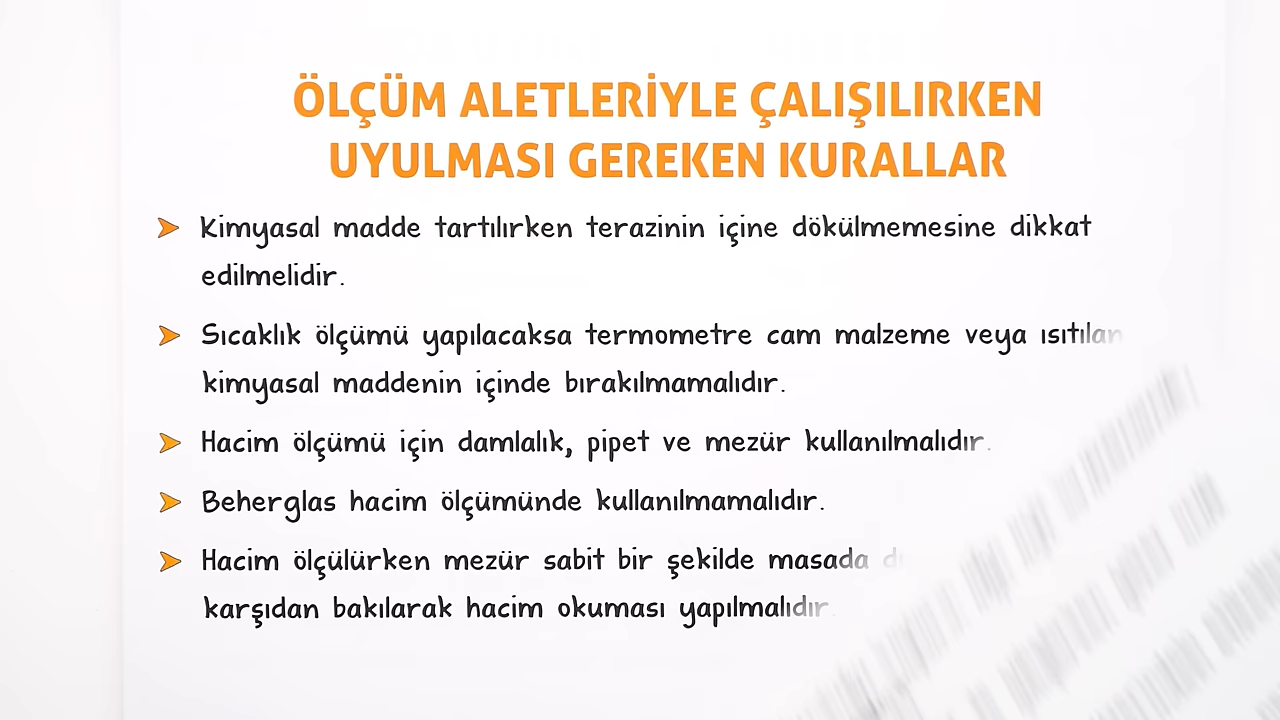 ÖLÇÜM ALETLERİYLE ÇALIŞILIRKEN
UYULMASI GEREKEN KURALLAR
➤ Kimyasal madde tartılırken terazinin içine dökülmemesine dikkat
edilmelidir.
➤ Sıcaklık ölçümü yapılacaksa termometre cam malzeme veya ısıtılan
kimyasal maddenin içinde bırakılmamalıdır.
➤ Hacim ölçümü için damlalık, pipet ve mezür kullanılmalıdır.
➤ Beherglas hacim ölçümünde kullanılmamalıdır.
➤ Hacim ölçülürken mezür sabit bir şekilde masada
karşıdan bakılarak hacim okuması yapılmalıdır.